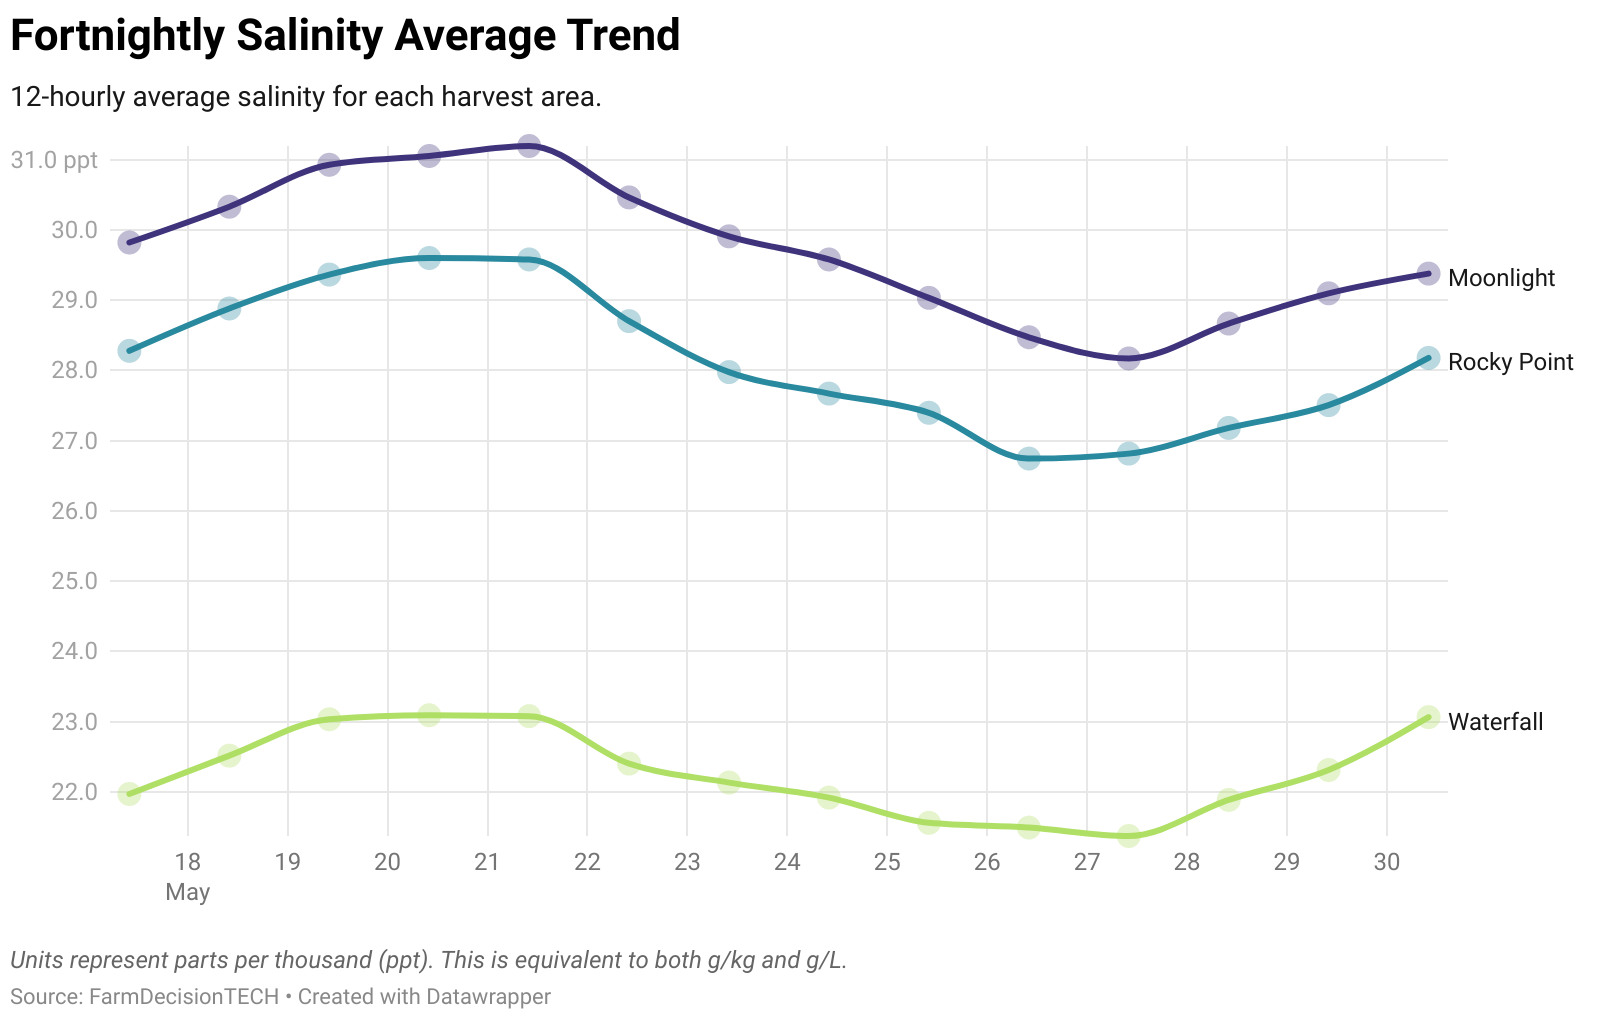 Fortnightly Salinity Average Trend
12-hourly average salinity for each harvest area.
31.0 ppt
30.0
29.0
28.0
27.0
26.0
25.0
24.0
23.0
22.0
Moonlight
Rocky Point
Waterfall
18 19 20 21 22 23 24 25 26 27 28 29 30
May
Units represent parts per thousand (ppt). This is equivalent to both g/kg and g/L.
Source: FarmDecisionTECH • Created with Datawrapper